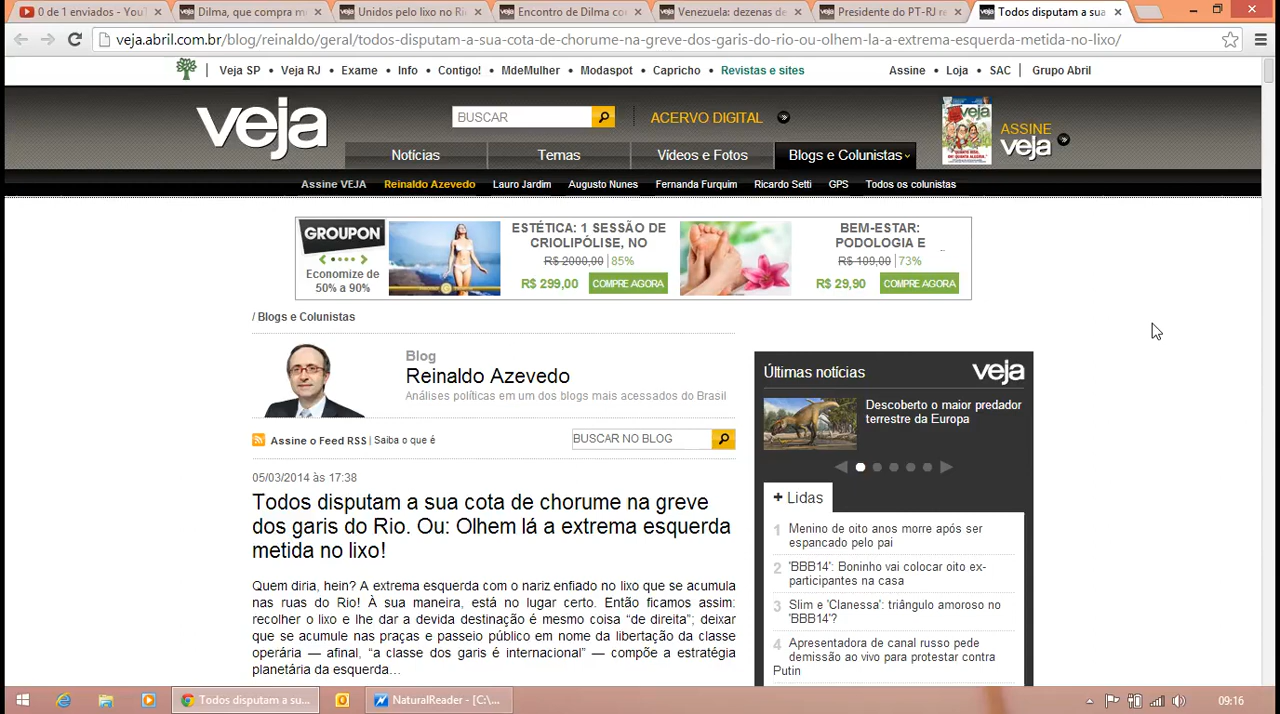 0 de 1 enviados - YouT
Dilma, que compra m
Unidos pelo lixo no Ri
Encontro de Dilma co
Venezuela: dezenas de
Presidente do PT-RJ re
Todos disputam a sua
veja.abril.com.br/blog/reinaldo/geral/todos-disputam-a-sua-cota-de-chorume-na-greve-dos-garis-do-rio-ou-olhem-la-a-extrema-esquerda-metida-no-lixo/
Veja SP • Veja RJ • Exame • Info • Contigo! • MdeMulher • Modaspot • Capricho • Revistas e sites
Assine • Loja • SAC | Grupo Abril
veja
BUSCAR
ACERVO DIGITAL
veja
ASSINE
veja
Notícias
Temas
Vídeos e Fotos
Blogs e Colunistas
Assine VEJA
Reinaldo Azevedo
Lauro Jardim
Augusto Nunes
Fernanda Furquim
Ricardo Setti
GPS
Todos os colunistas
GROUPON
Economize de
50% a 90%
ESTÉTICA: 1 SESSÃO DE
CRIOLIPÓLISE, NO
R$ 2000,00 | 85%
R$ 299,00
COMPRE AGORA
BEM-ESTAR:
PODOLOGIA E
R$ 109,00 | 73%
R$ 29,90
COMPRE AGORA
/ Blogs e Colunistas
Blog
Reinaldo Azevedo
Análises políticas em um dos blogs mais acessados do Brasil
Assine o Feed RSS | Saiba o que é
BUSCAR NO BLOG
05/03/2014 às 17:38
Todos disputam a sua cota de chorume na greve
dos garis do Rio. Ou: Olhem lá a extrema esquerda
metida no lixo!
Quem diria, hein? A extrema esquerda com o nariz enfiado no lixo que se acumula
nas ruas do Rio! À sua maneira, está no lugar certo. Então ficamos assim:
recolher o lixo e lhe dar a devida destinação é mesmo coisa “de direita”; deixar
que se acumule nas praças e passeio público em nome da libertação da classe
operária — afinal, “a classe dos garis é internacional” — compõe a estratégia
planetária da esquerda…
Últimas notícias
veja
Descoberto o maior predador
terrestre da Europa
+ Lidas
1 Menino de oito anos morre após ser
espancado pelo pai
2 'BBB14': Boninho vai colocar oito ex-
participantes na casa
3 Slim e 'Clanessa': triângulo amoroso no
'BBB14'?
4 Apresentadora de canal russo pede
demissão ao vivo para protestar contra
Putin
Todos disputam a su...
NaturalReader - [C:\...
09:16